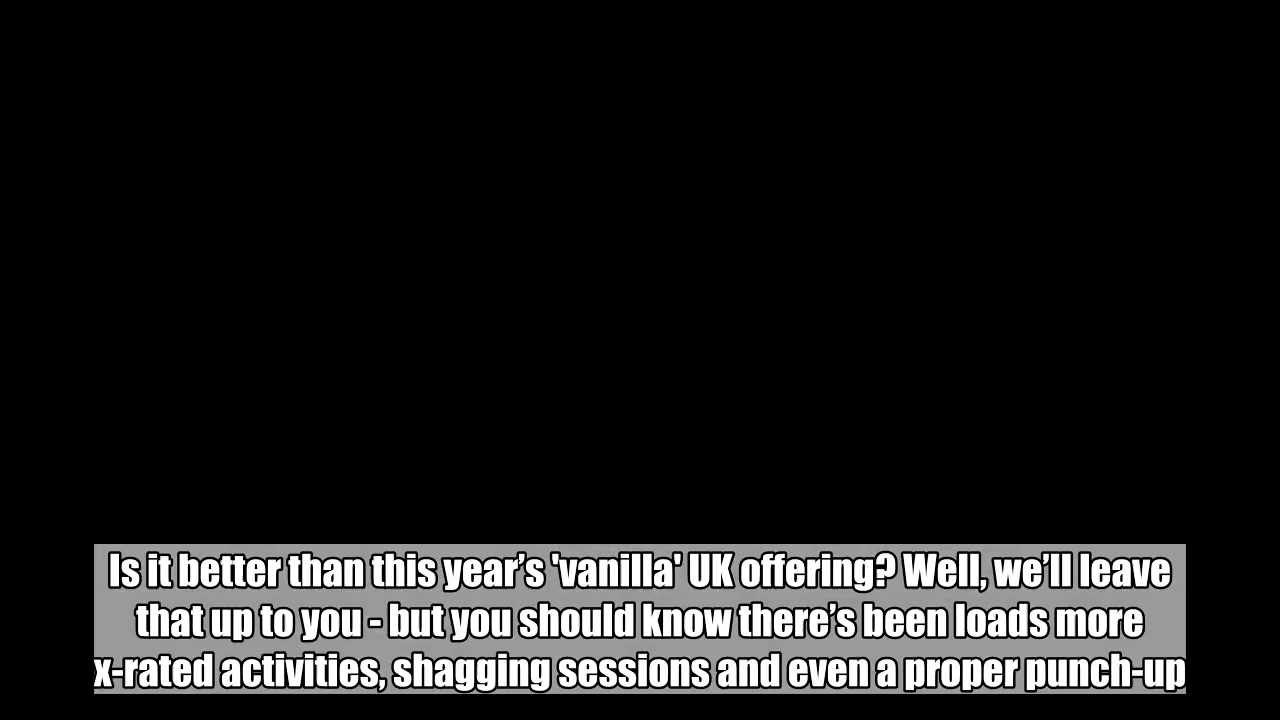 Is it better than this year’s 'vanilla' UK offering? Well, we’ll leave
that up to you - but you should know there’s been loads more
x-rated activities, shagging sessions and even a proper punch-up